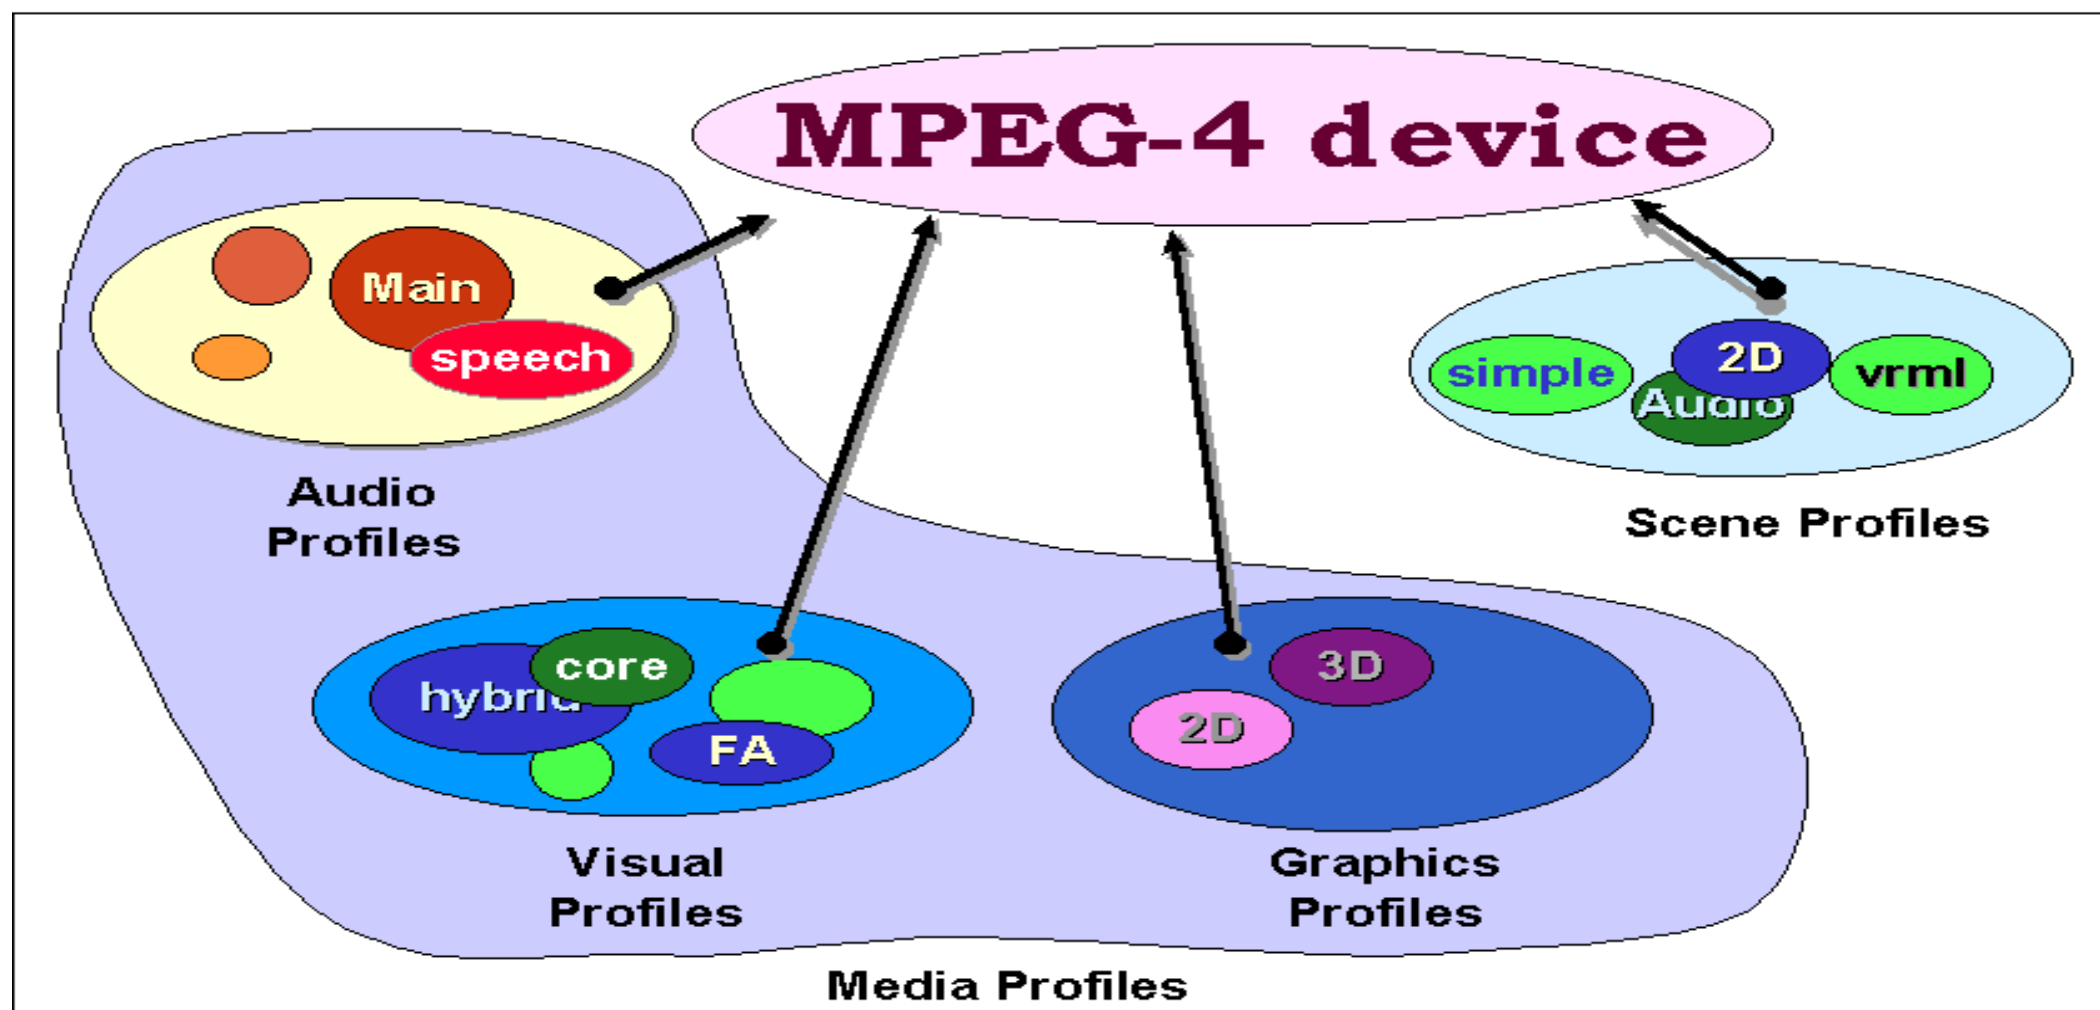 MPEG-4 device
Main
speech
simple
2D
vrml
Audio
Audio
Profiles
Scene Profiles
core
hybrid
FA
3D
2D
Visual
Profiles
Graphics
Profiles
Media Profiles